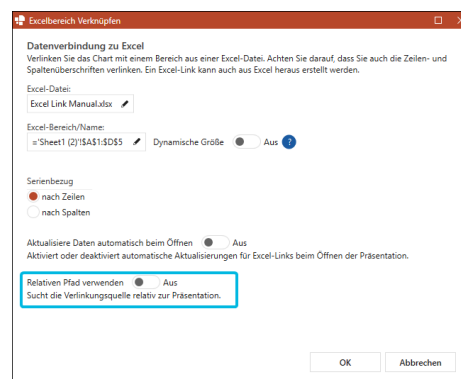 Excelbereich Verknüpfen
Datenverbindung zu Excel
Verlinken Sie das Chart mit einem Bereich aus einer Excel-Datei. Achten Sie darauf, dass Sie auch die Zeilen- und
Spaltenüberschriften verlinken. Ein Excel-Link kann auch aus Excel heraus erstellt werden.
Excel-Datei:
Excel Link Manual.xlsx
Excel-Bereich/Name:
='Sheet1 (2)'!$A$1:$D$5 Dynamische Größe Aus ?
Serienbezug
nach Zeilen
nach Spalten
Aktualisiere Daten automatisch beim Öffnen Aus
Aktiviert oder deaktiviert automatische Aktualisierungen für Excel-Links beim Öffnen der Präsentation.
Relativen Pfad verwenden Aus
Sucht die Verlinkungsquelle relativ zur Präsentation.
OK Abbrechen